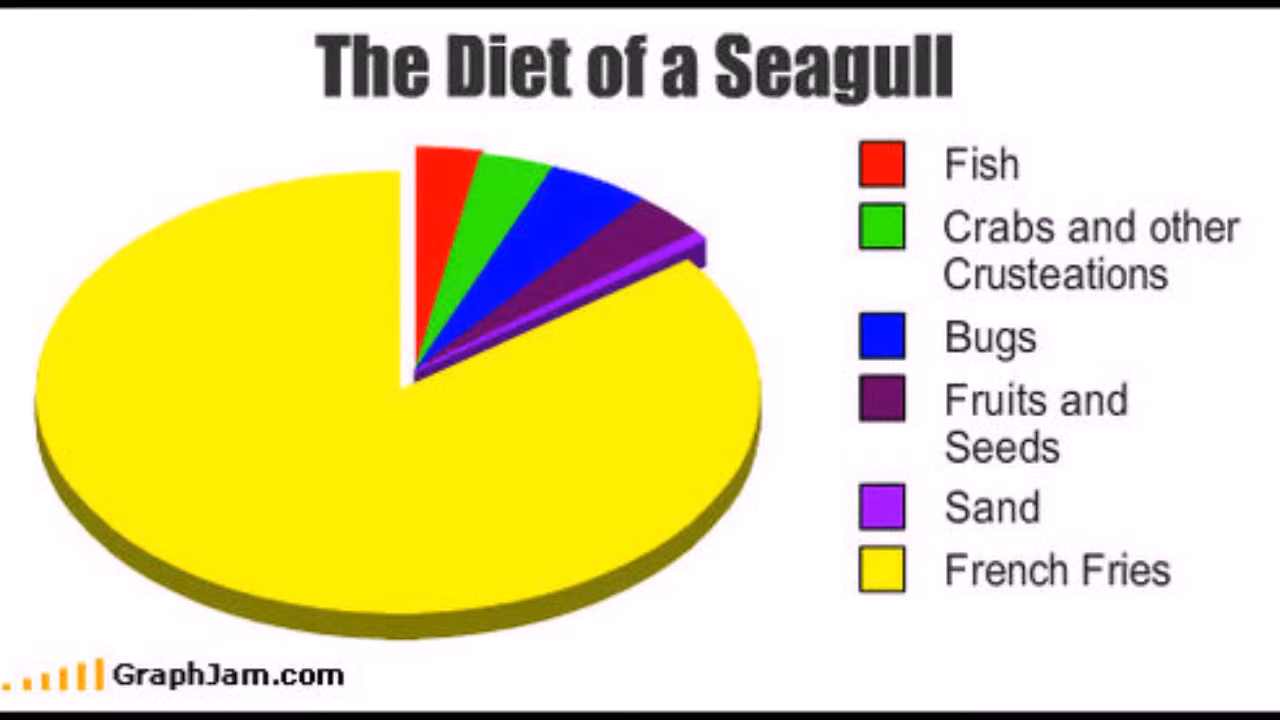 The Diet of a Seagull
Fish
Crabs and other
Crusteations
Bugs
Fruits and
Seeds
Sand
French Fries
GraphJam.com